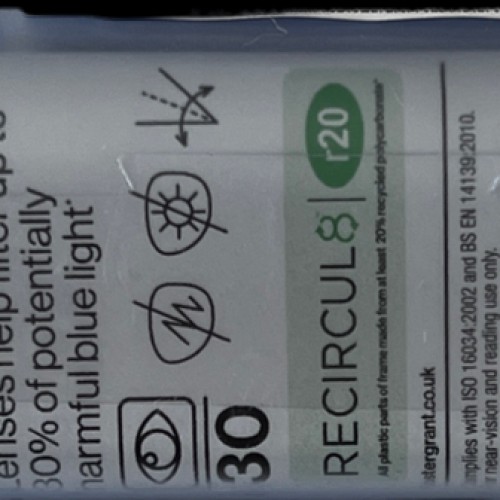 lenses help filter up to
30% of potentially
harmful blue light*
30
RECIRCUL8 | r20
All plastic parts of frame made from at least 20% recycled polycarbonate*
stergrant.co.uk
mplies with ISO 16034:2002 and BS EN 14139:2010.
r near-vision and reading use only.